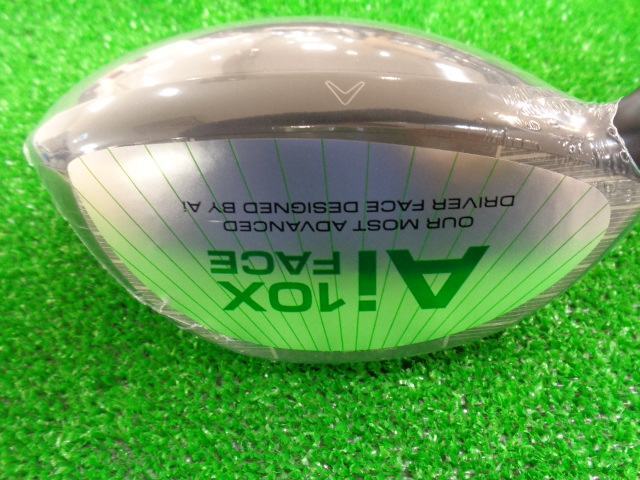 Ai 10X
FACE
OUR MOST ADVANCED
DRIVER FACE DESIGNED BY Ai